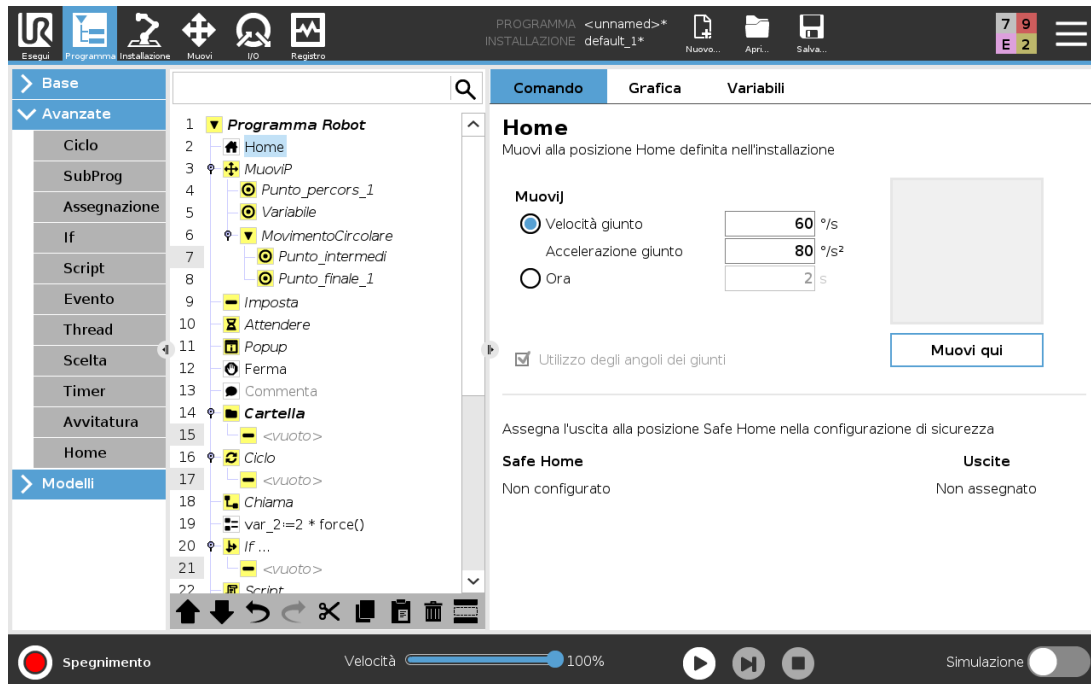 PROGRAMMA <unnamed>*
INSTALLAZIONE default_1*
Esegui Programma Installazione Muovi I/O Registro Nuovo... Apri... Salva...
7 9
E 2
Base
Avanzate
Ciclo
SubProg
Assegnazione
If
Script
Evento
Thread
Scelta
Timer
Avvitatura
Home
Modelli
1 Programma Robot
2 Home
3 MuoviP
4 Punto_percors_1
5 Variabile
6 MovimentoCircolare
7 Punto_intermedi
8 Punto_finale_1
9 Imposta
10 Attendere
11 Popup
12 Ferma
13 Commenta
14 Cartella
15 <vuoto>
16 Ciclo
17 <vuoto>
18 Chiama
19 var_2:=2 * force()
20 If ...
21 <vuoto>
22 Script
Comando Grafica Variabili
Home
Muovi alla posizione Home definita nell'installazione
MuoviJ
Velocità giunto 60 °/s
Accelerazione giunto 80 °/s²
Ora 2 s
Muovi qui
Utilizzo degli angoli dei giunti
Assegna l'uscita alla posizione Safe Home nella configurazione di sicurezza
Safe Home Uscite
Non configurato Non assegnato
Spegnimento Velocità 100% Simulazione